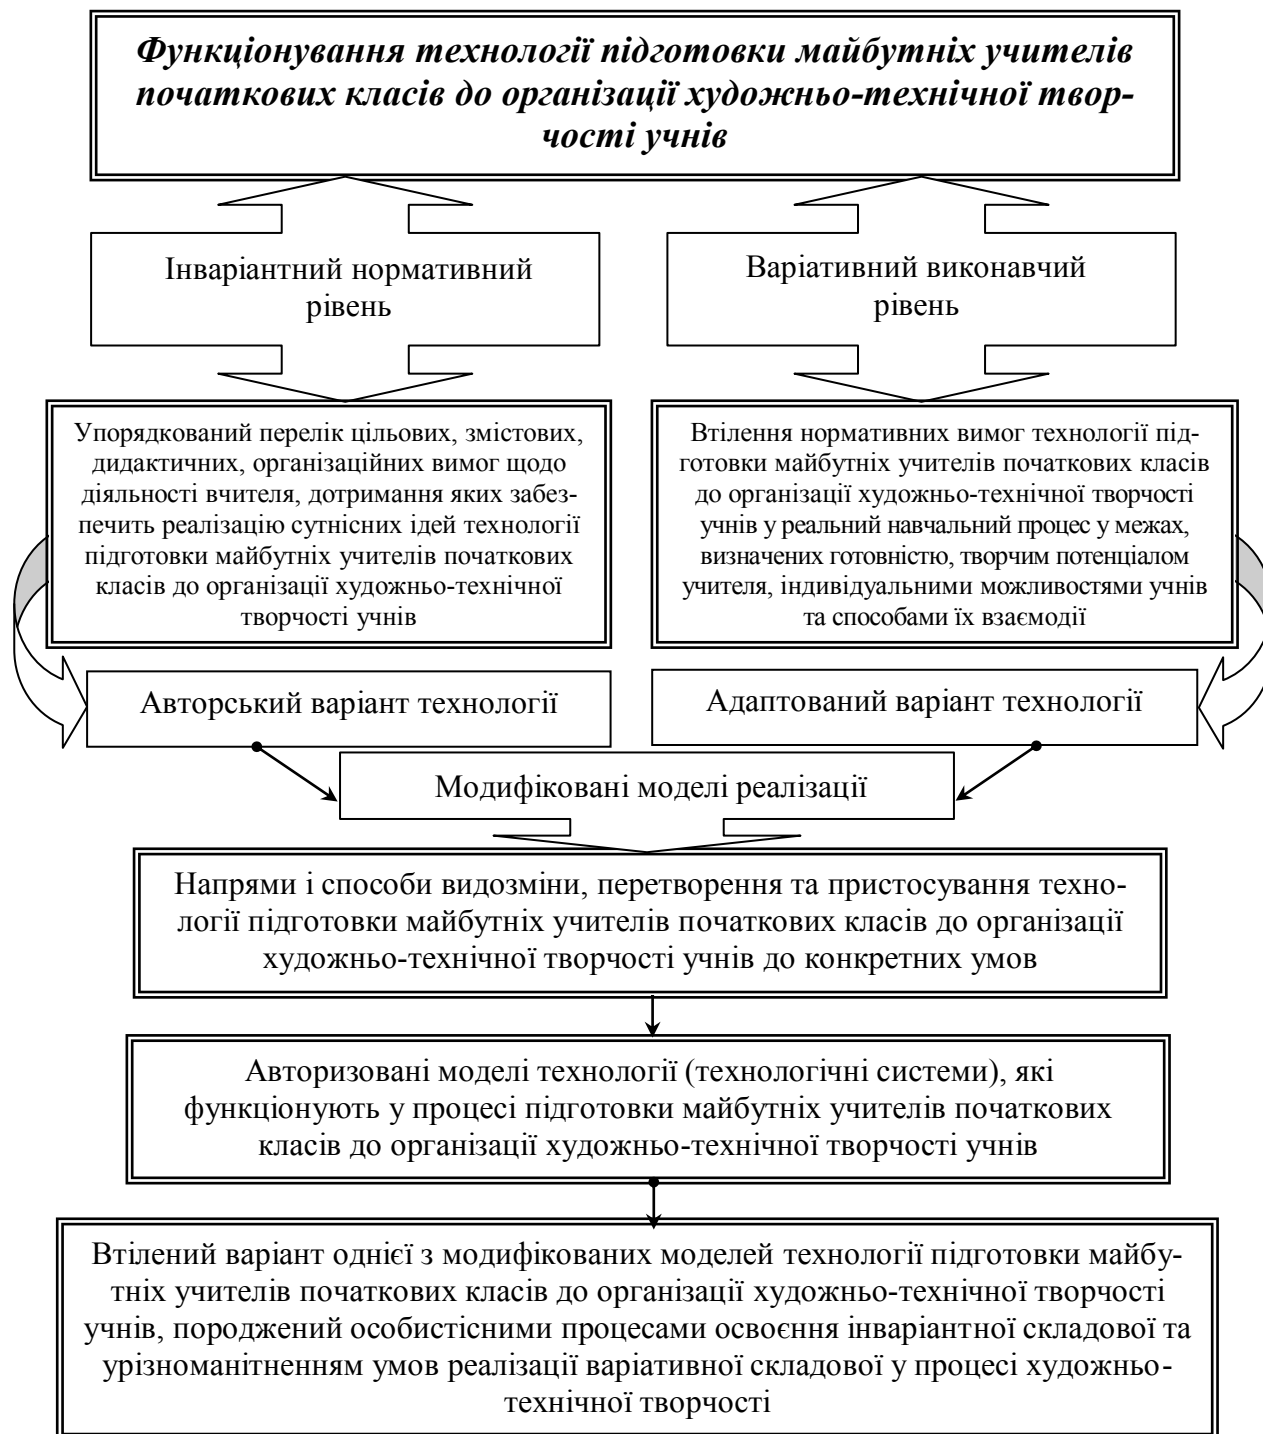 Функціонування технології підготовки майбутніх учителів
початкових класів до організації художньо-технічної твор-
чості учнів
Інваріантний нормативний
рівень
Варіативний виконавчий
рівень
Упорядкований перелік цільових, змістових,
дидактичних, організаційних вимог щодо
діяльності вчителя, дотримання яких забез-
печить реалізацію сутнісних ідей технології
підготовки майбутніх учителів початкових
класів до організації художньо-технічної
творчості учнів
Втілення нормативних вимог технології під-
готовки майбутніх учителів початкових класів
до організації художньо-технічної творчості
учнів у реальний навчальний процес у межах,
визначених готовністю, творчим потенціалом
учителя, індивідуальними можливостями учнів
та способами їх взаємодії
Авторський варіант технології
Адаптований варіант технології
Модифіковані моделі реалізації
Напрями і способи видозміни, перетворення та пристосування техно-
логії підготовки майбутніх учителів початкових класів до організації
художньо-технічної творчості учнів до конкретних умов
Авторизовані моделі технології (технологічні системи), які
функціонують у процесі підготовки майбутніх учителів початкових
класів до організації художньо-технічної творчості учнів
Втілений варіант однієї з модифікованих моделей технології підготовки майбу-
тніх учителів початкових класів до організації художньо-технічної творчості
учнів, породжений особистісними процесами освоєння інваріантної складової та
урізноманітненням умов реалізації варіативної складової у процесі художньо-
технічної творчості